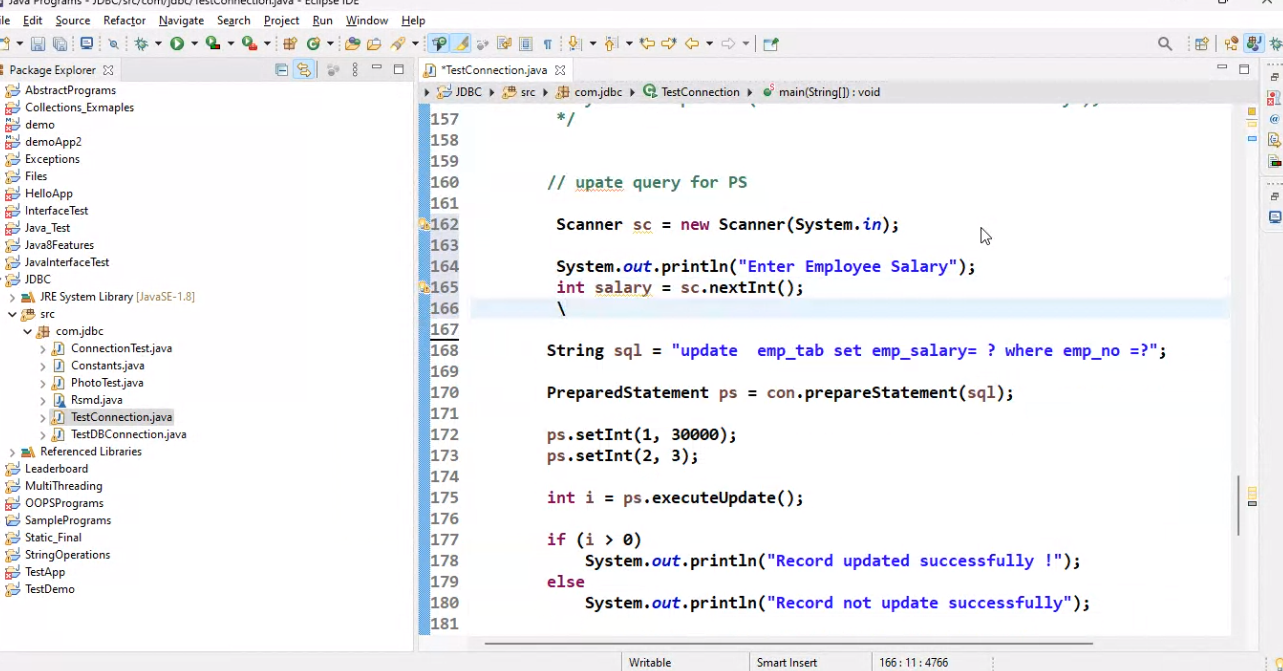 Java Programs - JDBC/src/com/jdbc/TestConnection.java - Eclipse IDE
ile Edit Source Refactor Navigate Search Project Run Window Help
Package Explorer
AbstractPrograms
Collections_Exmaples
demo
demoApp2
Exceptions
Files
HelloApp
InterfaceTest
Java_Test
Java8Features
JavaInterfaceTest
JDBC
JRE System Library [JavaSE-1.8]
src
com.jdbc
ConnectionTest.java
Constants.java
PhotoTest.java
Rsmd.java
TestConnection.java
TestDBConnection.java
Referenced Libraries
Leaderboard
MultiThreading
OOPSPrograms
SamplePrograms
Static_Final
StringOperations
TestApp
TestDemo
*TestConnection.java
JDBC src com.jdbc TestConnection main(String[]) : void
157 */
158
159
160 // upate query for PS
161
162 Scanner sc = new Scanner(System.in);
163
164 System.out.println("Enter Employee Salary");
165 int salary = sc.nextInt();
166 \
167
168 String sql = "update  emp_tab set emp_salary= ? where emp_no =?";
169
170 PreparedStatement ps = con.prepareStatement(sql);
171
172 ps.setInt(1, 30000);
173 ps.setInt(2, 3);
174
175 int i = ps.executeUpdate();
176
177 if (i > 0)
178 System.out.println("Record updated successfully !");
179 else
180 System.out.println("Record not update successfully");
181
Writable Smart Insert 166 : 11 : 4766